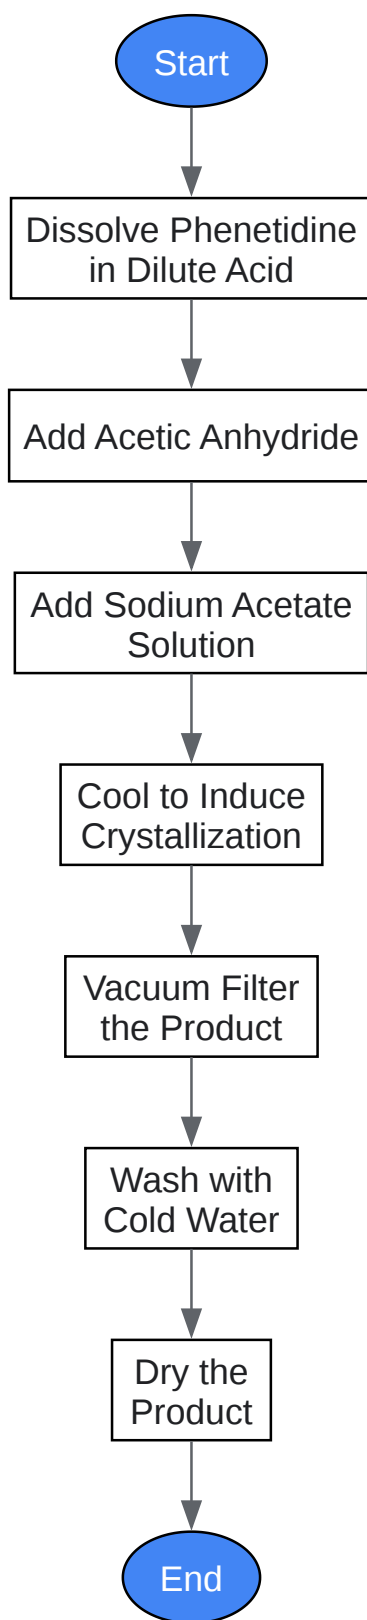 Start
Dissolve Phenetidine
in Dilute Acid
Add Acetic Anhydride
Add Sodium Acetate
Solution
Cool to Induce
Crystallization
Vacuum Filter
the Product
Wash with
Cold Water
Dry the
Product
End